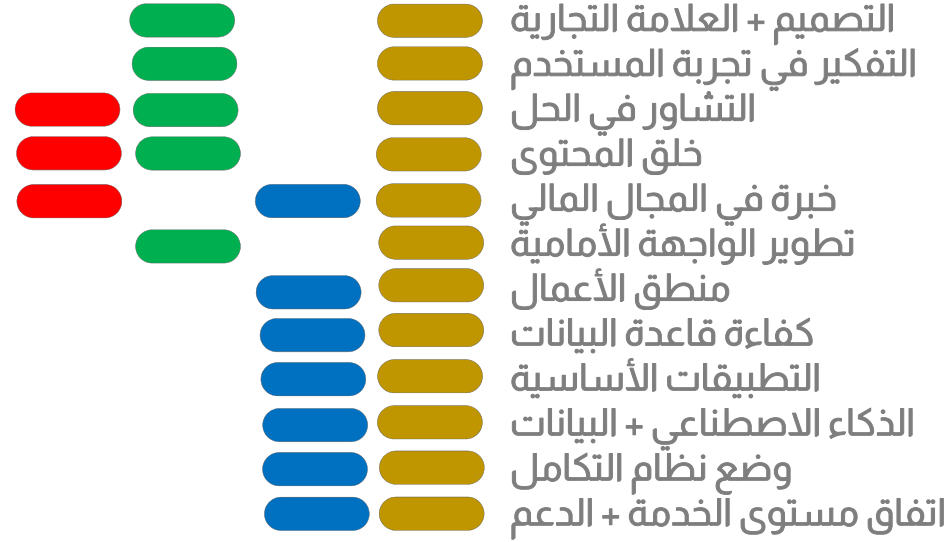 التصميم + العلامة التجارية
التفكير في تجربة المستخدم
التشاور في الحل
خلق المحتوى
خبرة في المجال المالي
تطوير الواجهة الأمامية
منطق الأعمال
كفاءة قاعدة البيانات
التطبيقات الأساسية
الذكاء الاصطناعي + البيانات
وضع نظام التكامل
اتفاق مستوى الخدمة + الدعم